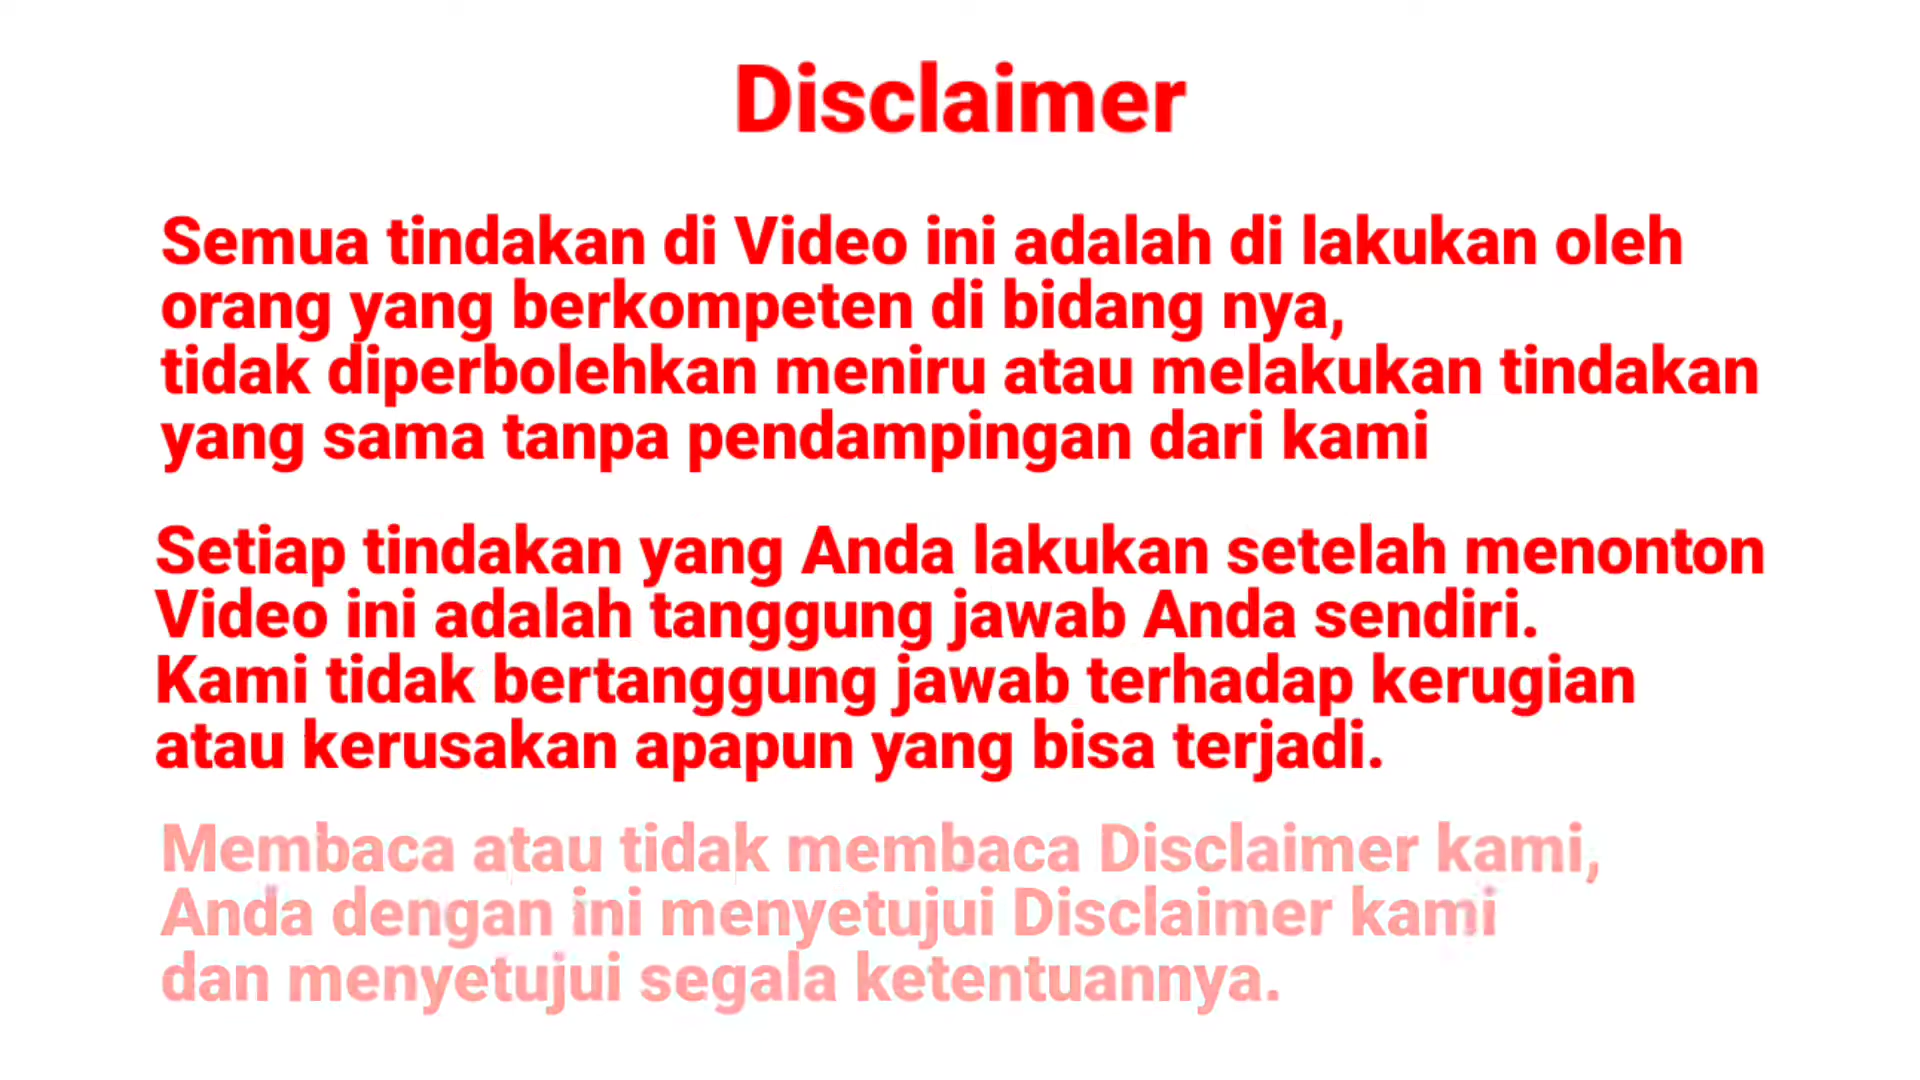 Disclaimer
Semua tindakan di Video ini adalah di lakukan oleh
orang yang berkompeten di bidang nya,
tidak diperbolehkan meniru atau melakukan tindakan
yang sama tanpa pendampingan dari kami
Setiap tindakan yang Anda lakukan setelah menonton
Video ini adalah tanggung jawab Anda sendiri.
Kami tidak bertanggung jawab terhadap kerugian
atau kerusakan apapun yang bisa terjadi.
Membaca atau tidak membaca Disclaimer kami,
Anda dengan ini menyetujui Disclaimer kami
dan menyetujui segala ketentuannya.